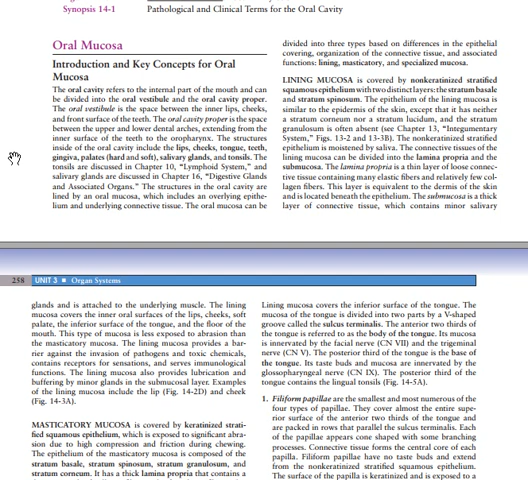 Synopsis 14-1 Pathological and Clinical Terms for the Oral Cavity
Oral Mucosa
Introduction and Key Concepts for Oral
Mucosa
The oral cavity refers to the internal part of the mouth and can
be divided into the oral vestibule and the oral cavity proper.
The oral vestibule is the space between the inner lips, cheeks,
and front surface of the teeth. The oral cavity proper is the space
between the upper and lower dental arches, extending from the
inner surface of the teeth to the oropharynx. The structures
inside of the oral cavity include the lips, cheeks, tongue, teeth,
gingiva, palates (hard and soft), salivary glands, and tonsils. The
tonsils are discussed in Chapter 10, “Lymphoid System,” and
salivary glands are discussed in Chapter 16, “Digestive Glands
and Associated Organs.” The structures in the oral cavity are
lined by an oral mucosa, which includes an overlying epithe-
lium and underlying connective tissue. The oral mucosa can be
divided into three types based on differences in the epithelial
covering, organization of the connective tissue, and associated
functions: lining, masticatory, and specialized mucosa.
LINING MUCOSA is covered by nonkeratinized stratified
squamous epithelium with two distinct layers: the stratum basale
and stratum spinosum. The epithelium of the lining mucosa is
similar to the epidermis of the skin, except that it has neither
a stratum corneum nor a stratum lucidum, and the stratum
granulosum is often absent (see Chapter 13, “Integumentary
System,” Figs. 13-2 and 13-3B). The nonkeratinized stratified
epithelium is moistened by saliva. The connective tissues of the
lining mucosa can be divided into the lamina propria and the
submucosa. The lamina propria is a thin layer of loose connec-
tive tissue containing many elastic fibers and relatively few col-
lagen fibers. This layer is equivalent to the dermis of the skin
and is located beneath the epithelium. The submucosa is a thick
layer of connective tissue, which contains minor salivary
258 UNIT 3 ■ Organ Systems
glands and is attached to the underlying muscle. The lining
mucosa covers the inner oral surfaces of the lips, cheeks, soft
palate, the inferior surface of the tongue, and the floor of the
mouth. This type of mucosa is less exposed to abrasion than
the masticatory mucosa. The lining mucosa provides a bar-
rier against the invasion of pathogens and toxic chemicals,
contains receptors for sensations, and serves immunological
functions. The lining mucosa also provides lubrication and
buffering by minor glands in the submucosal layer. Examples
of the lining mucosa include the lip (Fig. 14-2D) and cheek
(Fig. 14-3A).
MASTICATORY MUCOSA is covered by keratinized strati-
fied squamous epithelium, which is exposed to significant abra-
sion due to high compression and friction during chewing.
The epithelium of the masticatory mucosa is composed of the
stratum basale, stratum spinosum, stratum granulosum, and
stratum corneum. It has a thick lamina propria that contains a
Lining mucosa covers the inferior surface of the tongue. The
mucosa of the tongue is divided into two parts by a V-shaped
groove called the sulcus terminalis. The anterior two thirds of
the tongue is referred to as the body of the tongue. Its mucosa
is innervated by the facial nerve (CN VII) and the trigeminal
nerve (CN V). The posterior third of the tongue is the base of
the tongue. Its taste buds and mucosa are innervated by the
glossopharyngeal nerve (CN IX). The posterior third of the
tongue contains the lingual tonsils (Fig. 14-5A).
1. Filiform papillae are the smallest and most numerous of the
four types of papillae. They cover almost the entire supe-
rior surface of the anterior two thirds of the tongue and
are packed in rows that parallel the sulcus terminalis. Each
of the papillae appears cone shaped with some branching
processes. Connective tissue forms the central core of each
papilla. Filiform papillae have no taste buds and extend
from the nonkeratinized stratified squamous epithelium.
The surface of the papilla is keratinized and is exposed to a